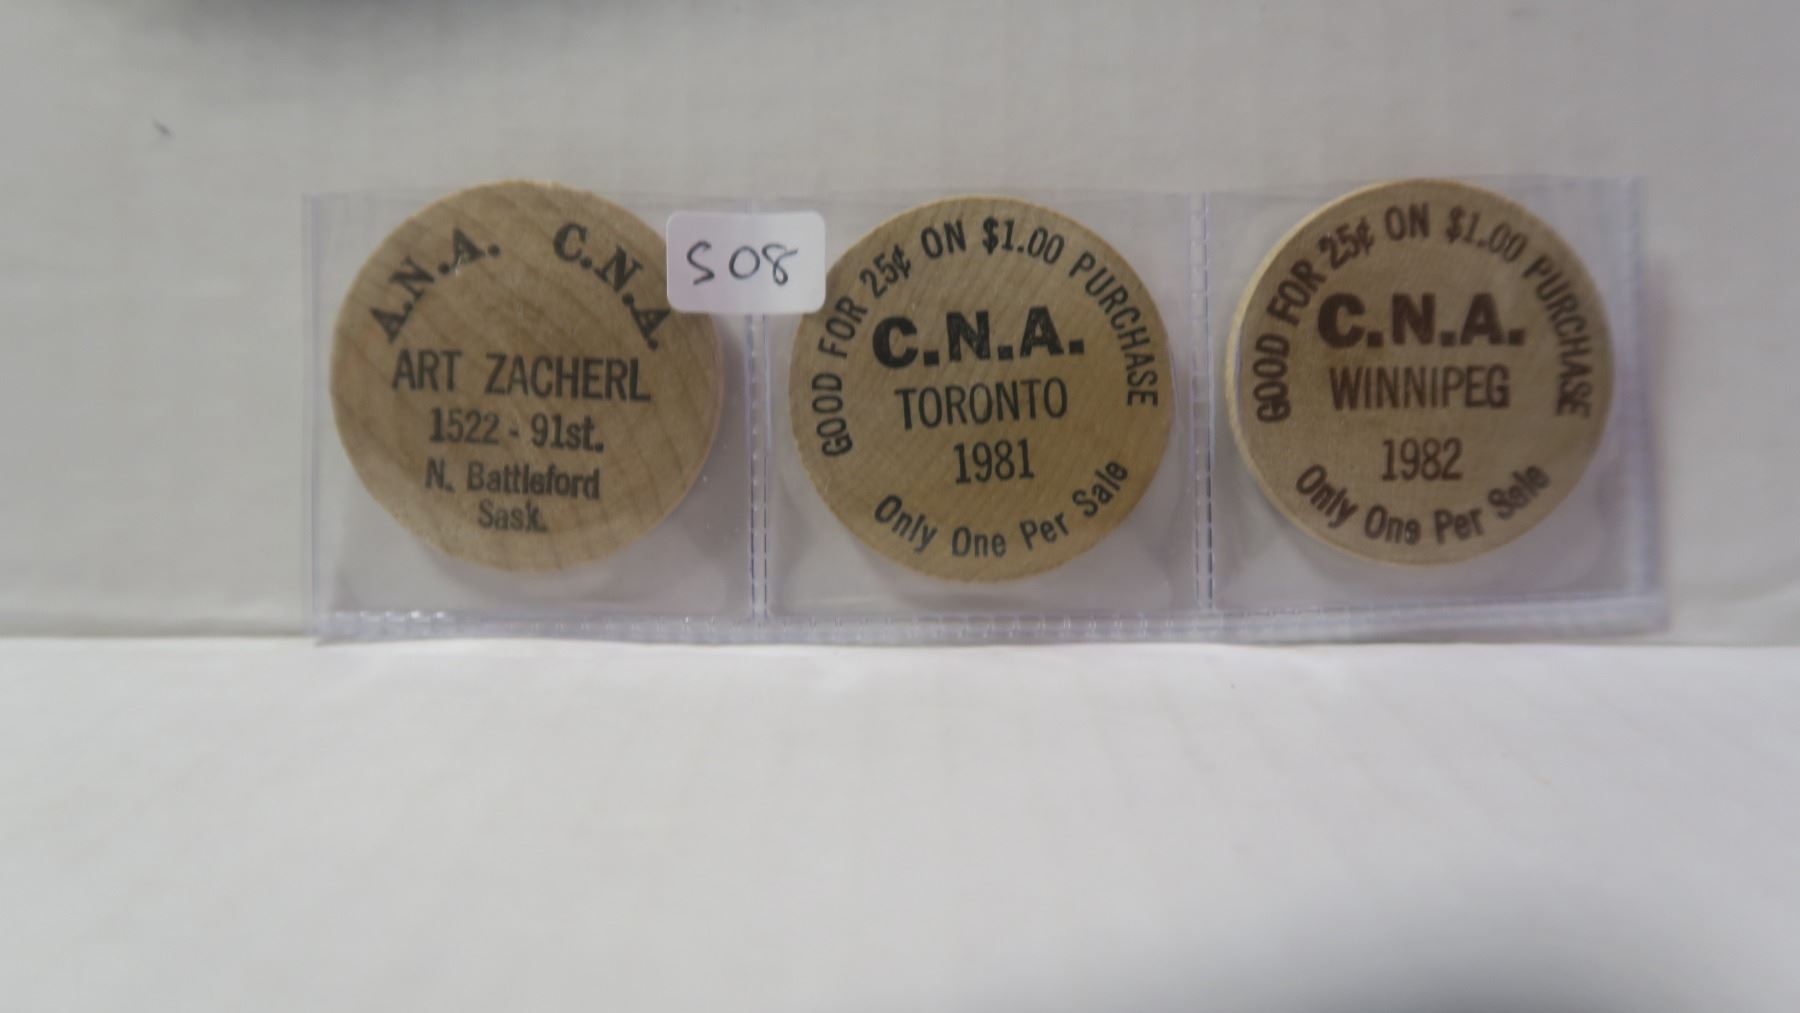 A.N.A. C.N.A.
ART ZACHERL
1522 - 91st.
N. Battleford
Sask.
S08
GOOD FOR 25¢ ON $1.00 PURCHASE
C.N.A.
TORONTO
1981
Only One Per Sale
GOOD FOR 25¢ ON $1.00 PURCHASE
C.N.A.
WINNIPEG
1982
Only One Per Sale